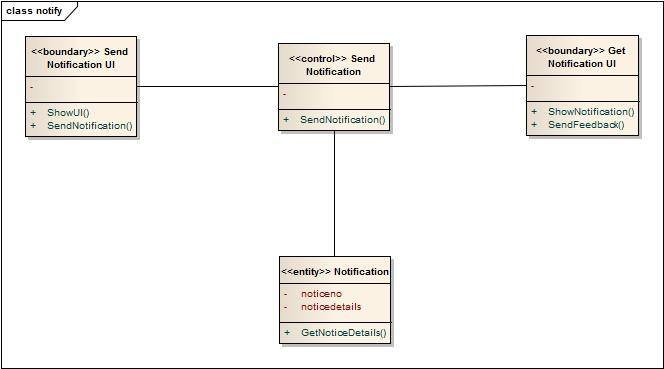 class notify
<<boundary>> Send
Notification UI
-
+ ShowUI()
+ SendNotification()
<<control>> Send
Notification
-
+ SendNotification()
<<boundary>> Get
Notification UI
-
+ ShowNotification()
+ SendFeedback()
<<entity>> Notification
- noticeno
- noticedetails
+ GetNoticeDetails()